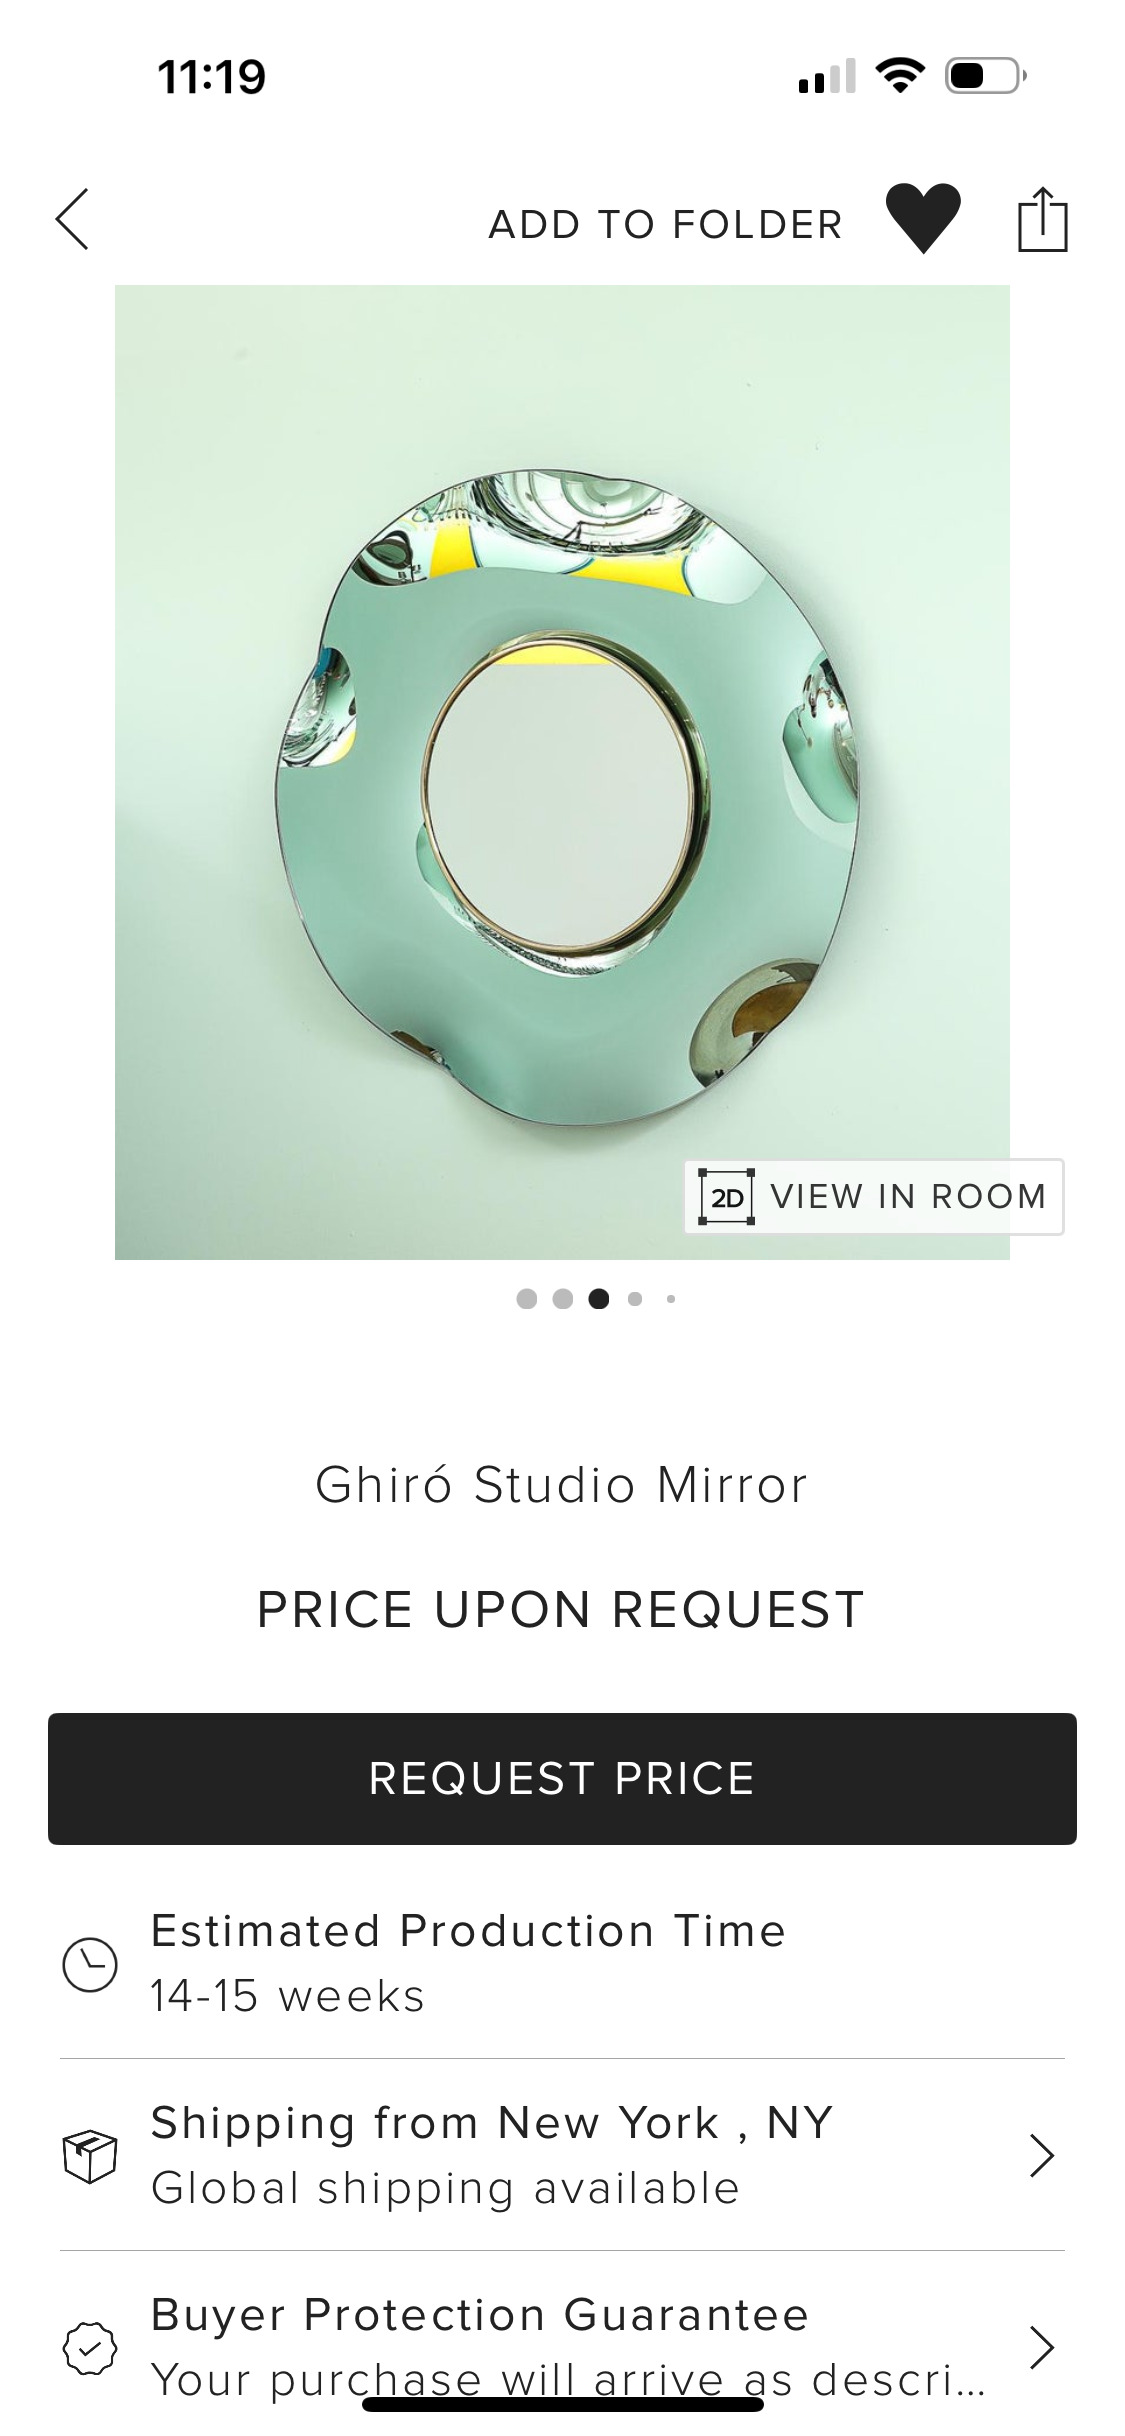 11:19
ADD TO FOLDER
2D VIEW IN ROOM
Ghiró Studio Mirror
PRICE UPON REQUEST
REQUEST PRICE
Estimated Production Time
14-15 weeks
Shipping from New York , NY
Global shipping available
Buyer Protection Guarantee
Your purchase will arrive as descri...